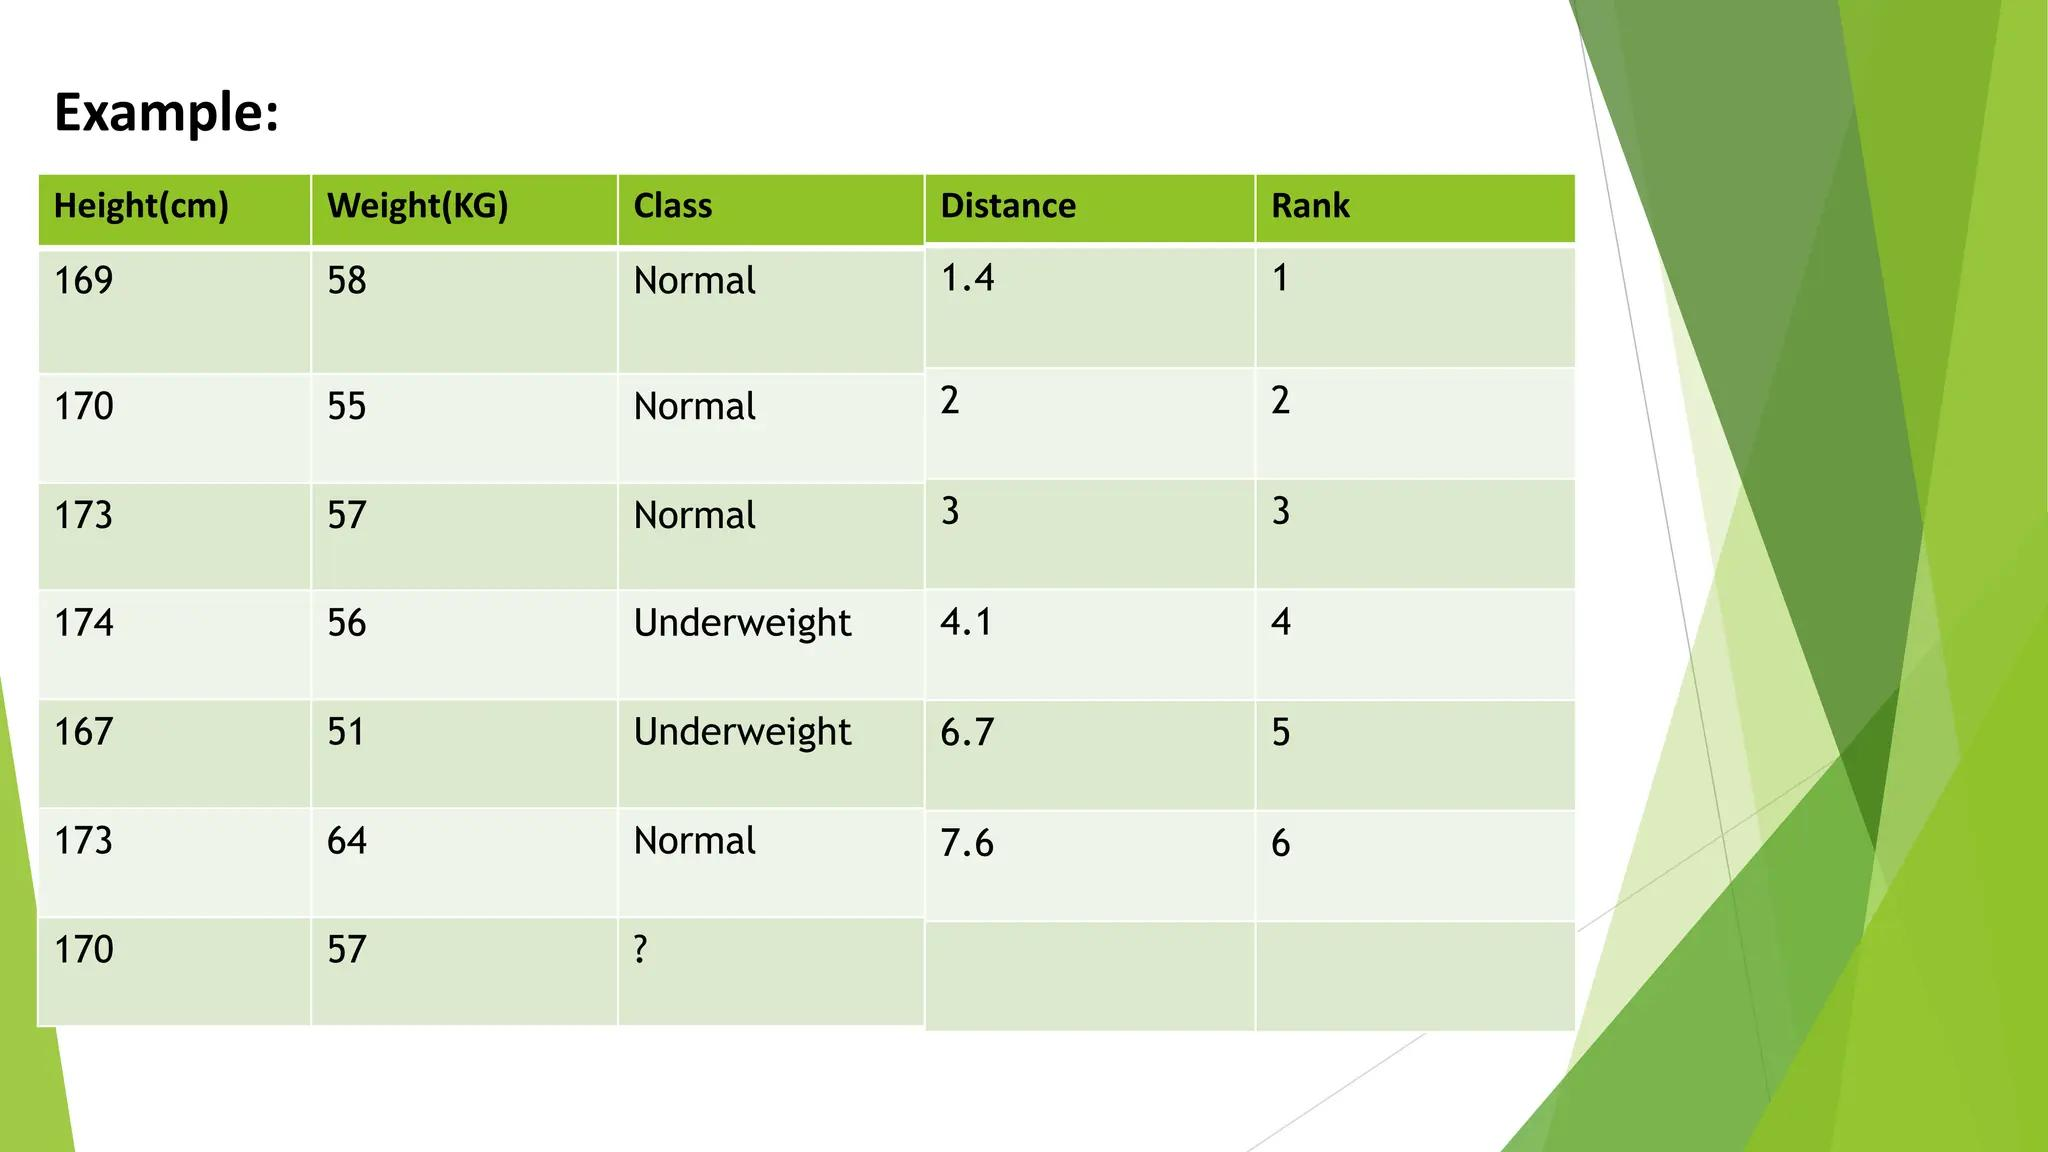 Example:
Height(cm) Weight(KG) Class Distance Rank
169 58 Normal 1.4 1
170 55 Normal 2 2
173 57 Normal 3 3
174 56 Underweight 4.1 4
167 51 Underweight 6.7 5
173 64 Normal 7.6 6
170 57 ?